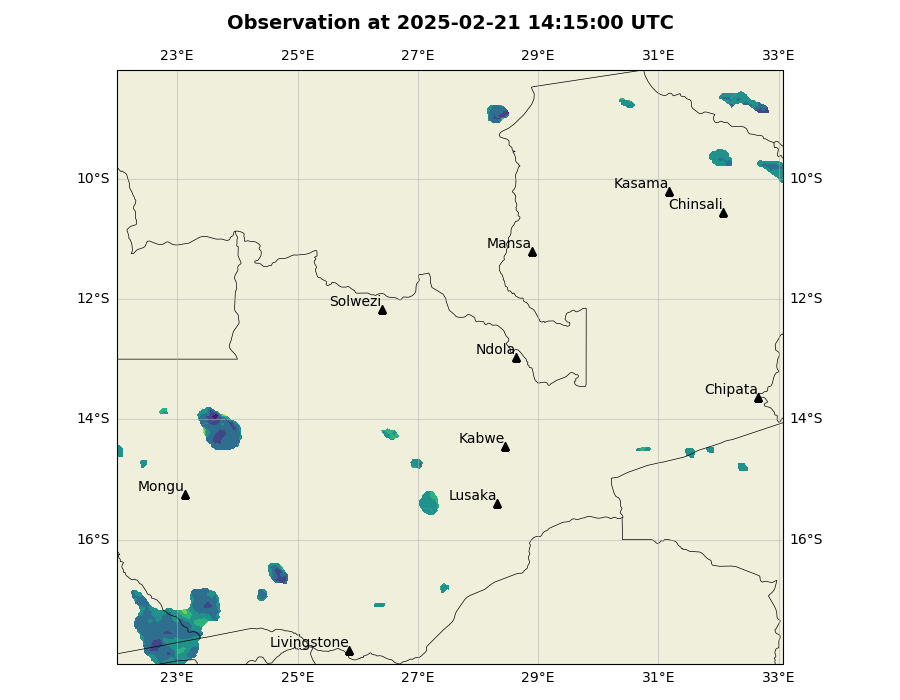 Observation at 2025-02-21 14:15:00 UTC
23°E 25°E 27°E 29°E 31°E 33°E
10°S 10°S
Kasama
Chinsali
Mansa
12°S 12°S
Solwezi
Ndola
Chipata
14°S 14°S
Kabwe
Mongu
Lusaka
16°S 16°S
Livingstone
23°E 25°E 27°E 29°E 31°E 33°E